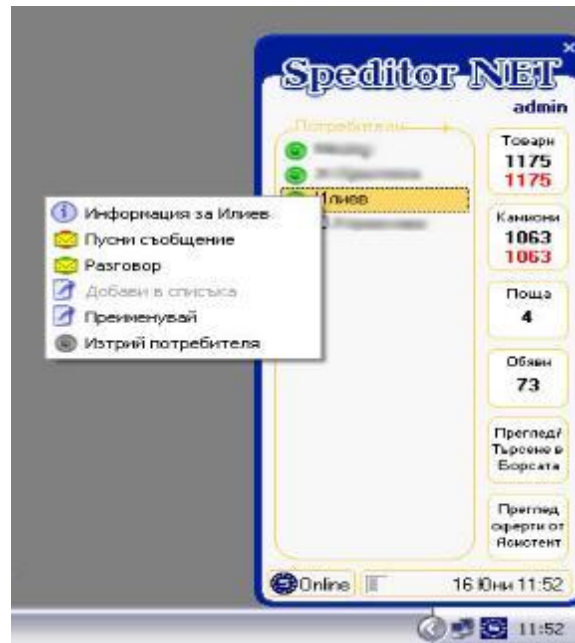 Speditor NET
admin
Потребители
Илиев
Информация за Илиев
Пусни съобщение
Разговор
Добави в списъка
Преименувай
Изтрий потребителя
Товари
1175
1175
Камиони
1063
1063
Поща
4
Обяви
73
Преглед/
Търсене в
Борсата
Преглед
оферти от
Асистент
Online
16 Юни 11:52
11:52